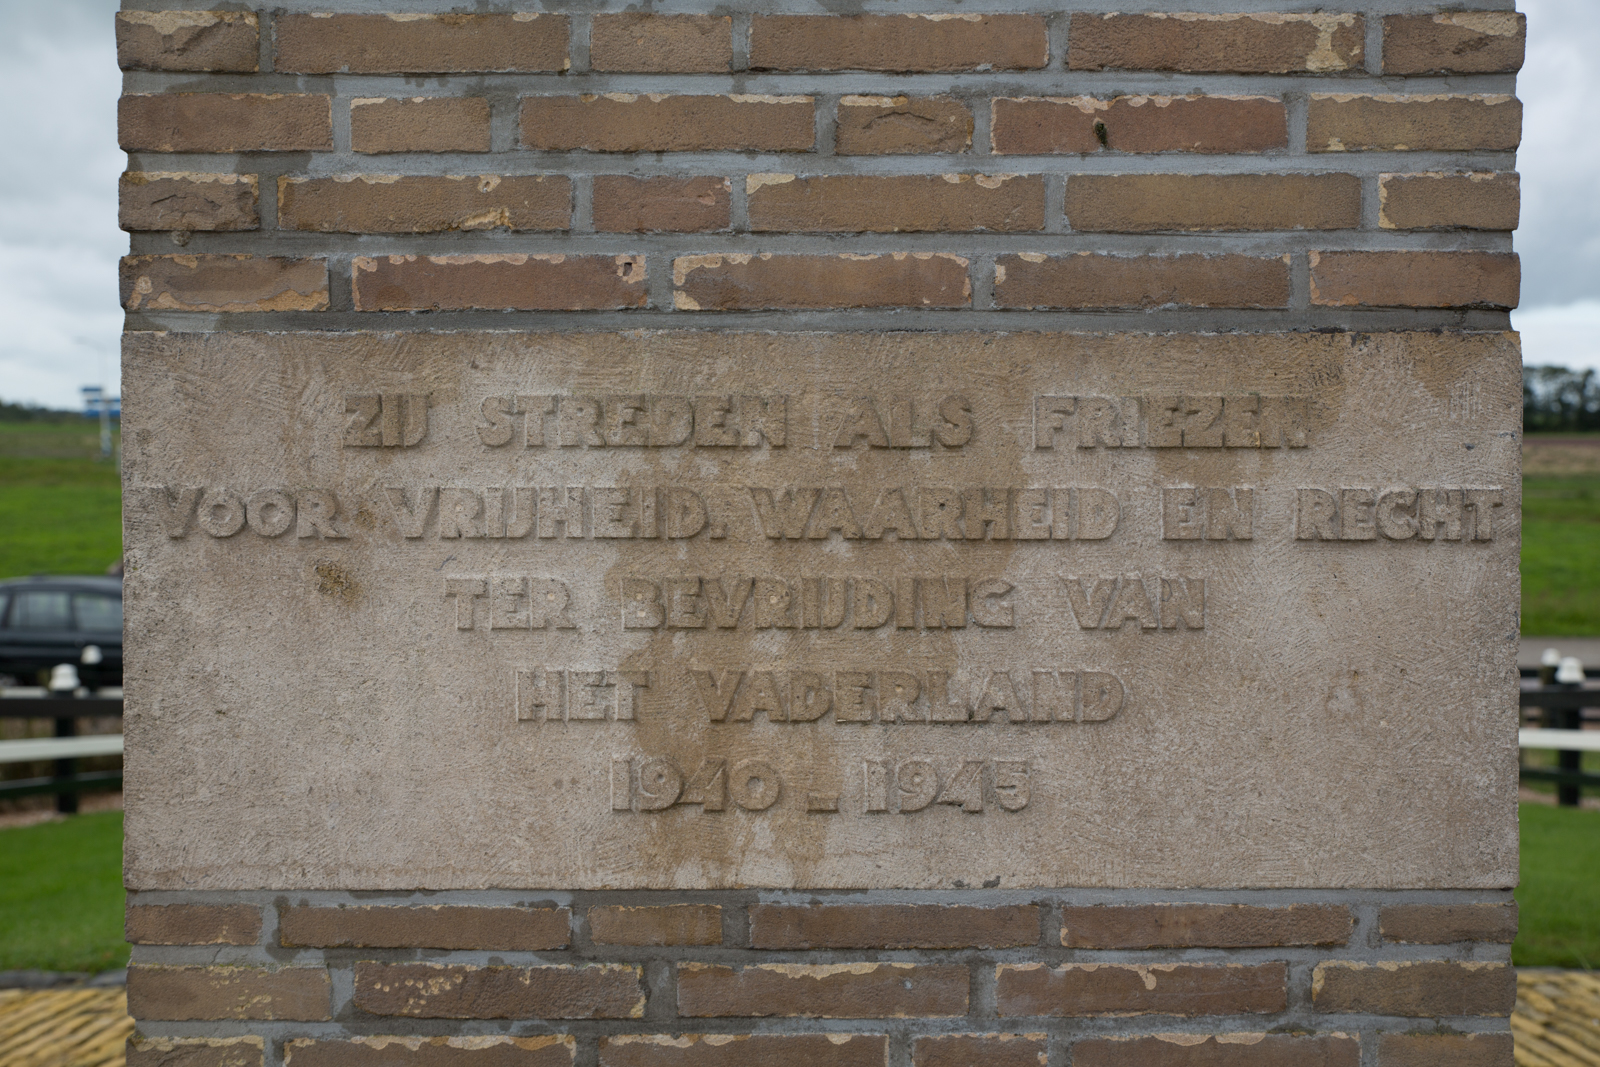 ZIJ STREDEN ALS FRIEZEN
VOOR VRIJHEID, WAARHEID EN RECHT
TER BEVRIJDING VAN
HET VADERLAND
1940 - 1945